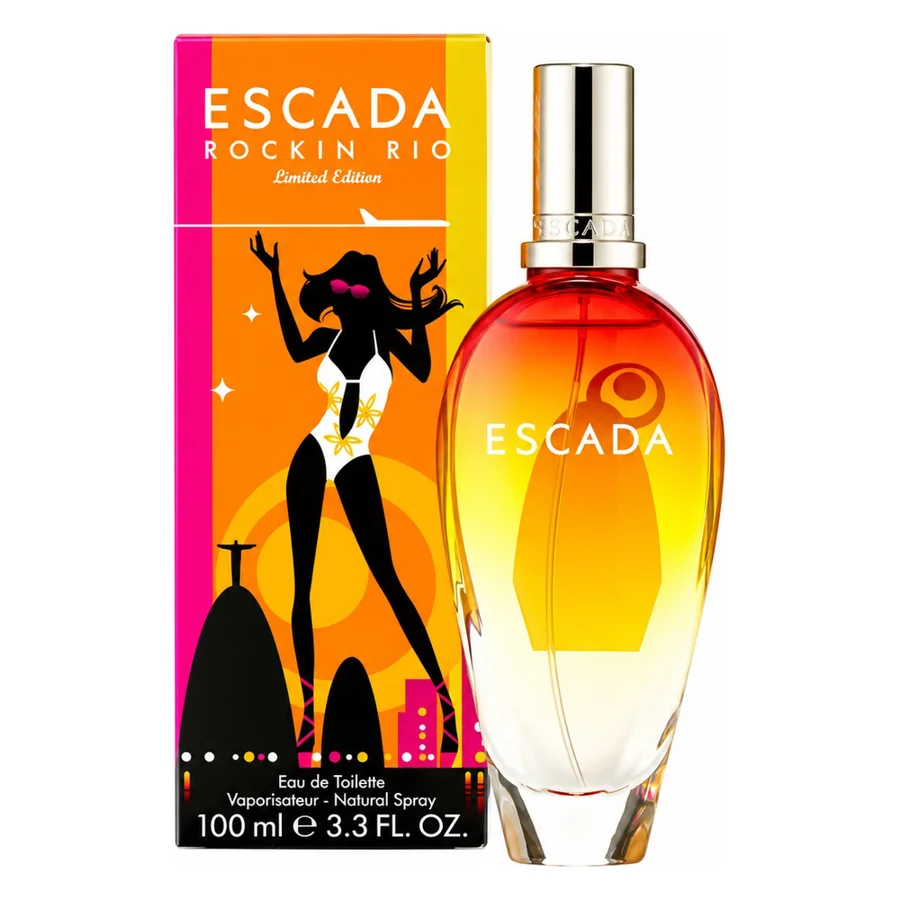 ESCADA
ROCKIN RIO
Limited Edition
Eau de Toilette
Vaporisateur - Natural Spray
100 ml ℮ 3.3 FL. OZ.
ESCADA
ESCADA